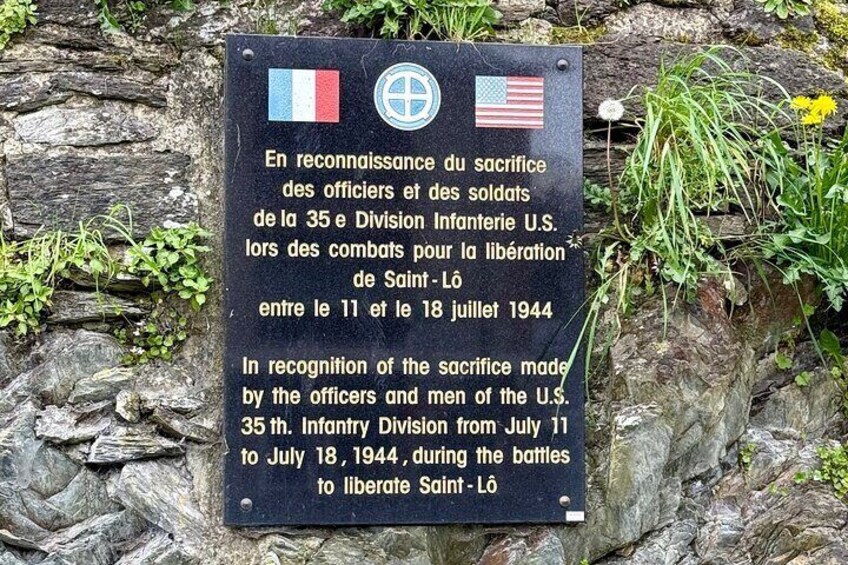 En reconnaissance du sacrifice
des officiers et des soldats
de la 35 e Division Infanterie U.S.
lors des combats pour la libération
de Saint-Lô
entre le 11 et le 18 juillet 1944
In recognition of the sacrifice made
by the officers and men of the U.S.
35 th. Infantry Division from July 11
to July 18, 1944, during the battles
to liberate Saint-Lô